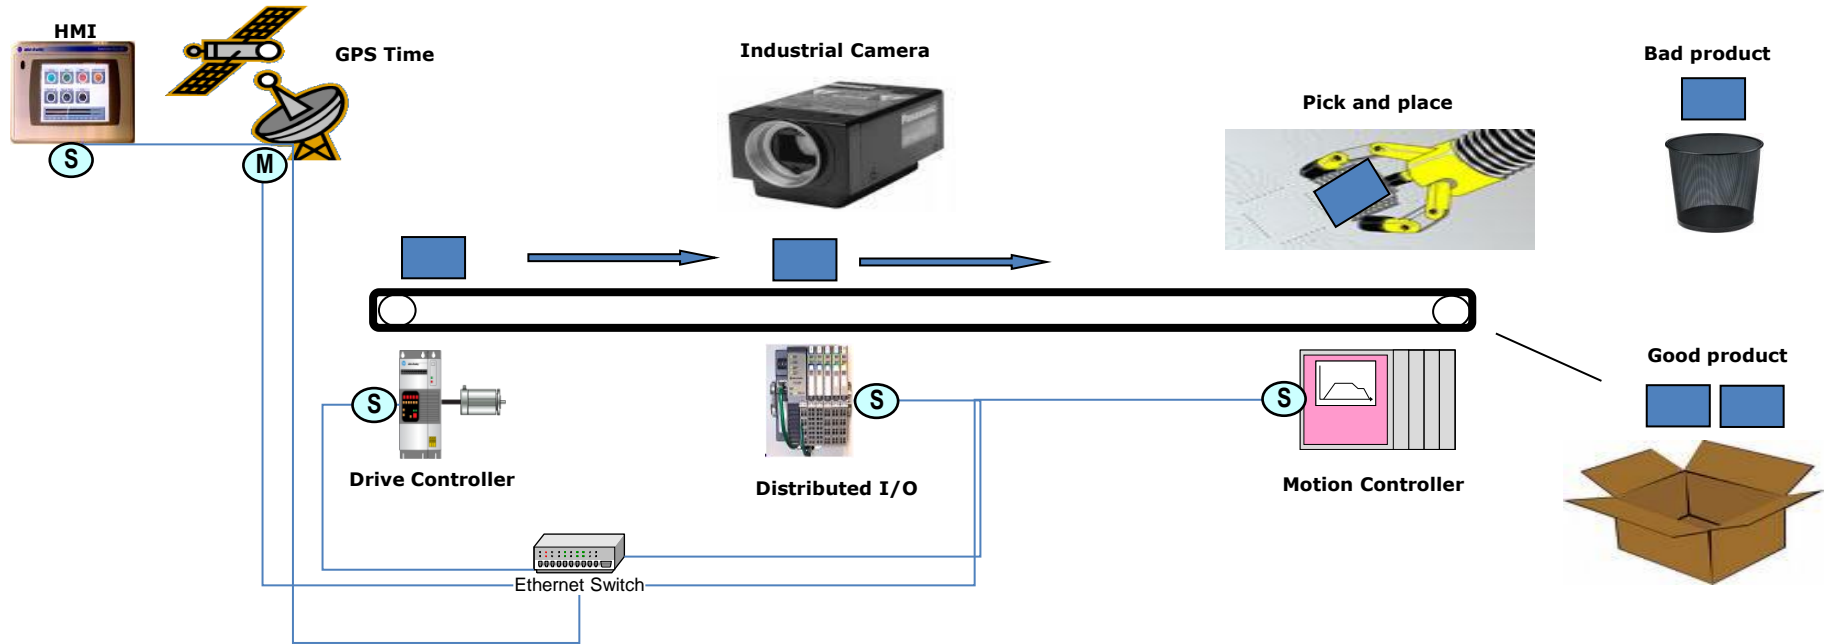 HMI
GPS Time
Industrial Camera
Bad product
Pick and place
S
M
Panasonic
Good product
S
S
S
Drive Controller
Distributed I/O
Motion Controller
Ethernet Switch